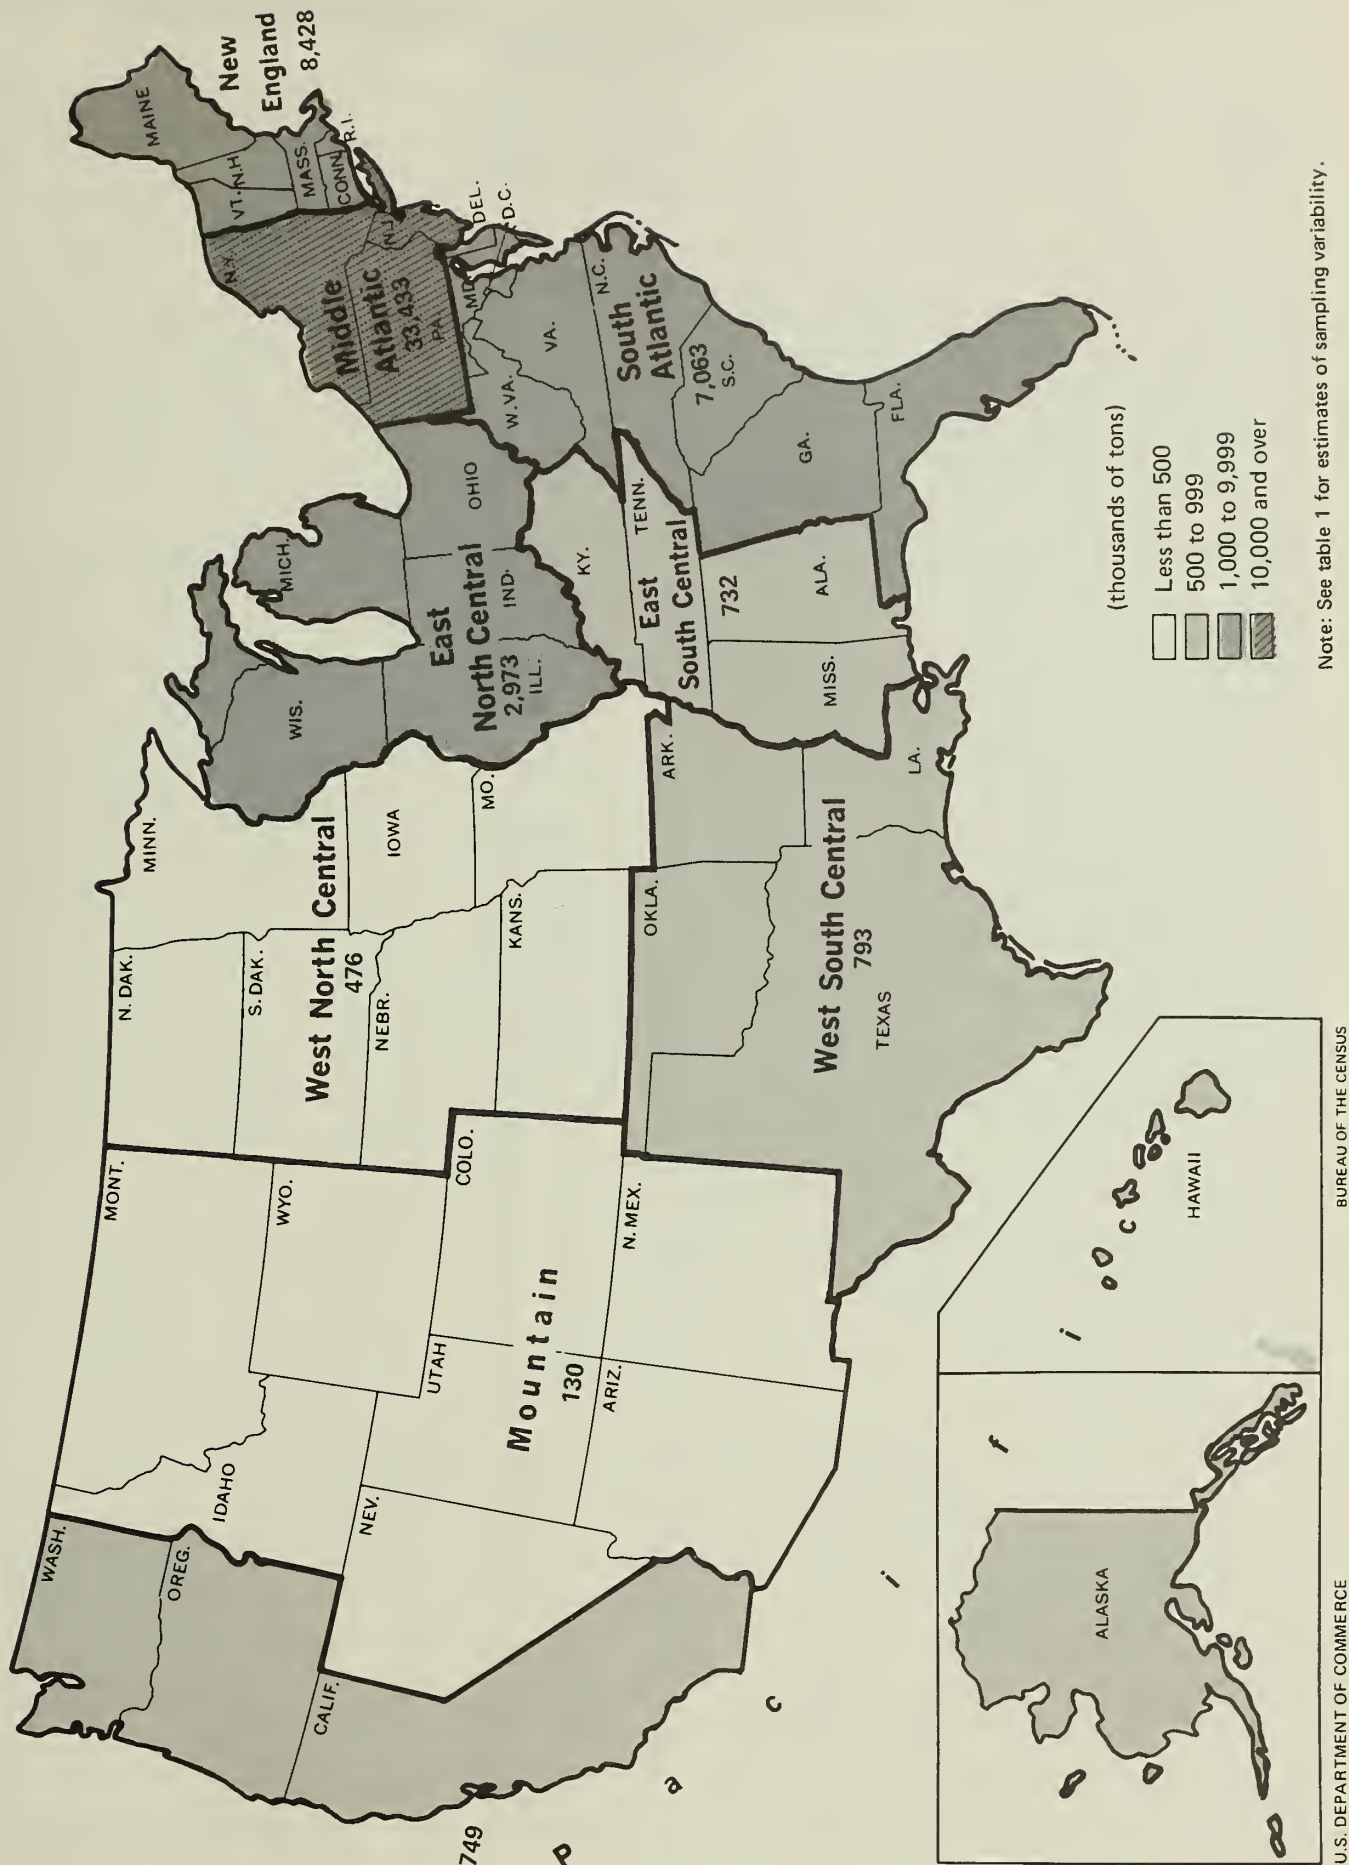 WASH.
OREG.
CALIF.
749
P
a
c
i
f
i
c
MONT.
IDAHO
WYO.
NEV.
UTAH
COLO.
ARIZ.
N. MEX.
Mountain
130
N. DAK.
S. DAK.
MINN.
NEBR.
IOWA
KANS.
MO.
West North Central
476
OKLA.
ARK.
TEXAS
LA.
West South Central
793
WIS.
MICH.
ILL.
IND.
OHIO
East
North Central
2,973
KY.
TENN.
MISS.
ALA.
East
South Central
732
N.Y.
N.J.
PA.
Middle
Atlantic
33,433
MAINE
VT.
N.H
MASS.
CONN.
R.I.
New
England
8,428
DEL.
MD.
D.C.
W.VA.
VA.
N.C.
S.C.
GA.
FLA.
South
Atlantic
7,063
ALASKA
HAWAII
(thousands of tons)
Less than 500
500 to 999
1,000 to 9,999
10,000 and over
Note: See table 1 for estimates of sampling variability.
U.S. DEPARTMENT OF COMMERCE
BUREAU OF THE CENSUS